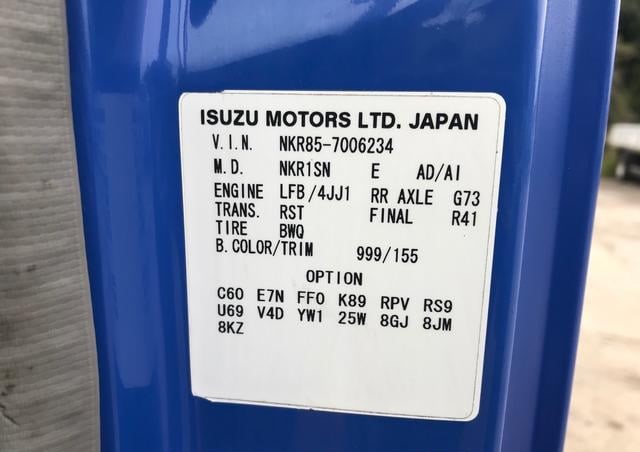 ISUZU MOTORS LTD. JAPAN
V.I.N. NKR85-7006234
M.D. NKR1SN E AD/AI
ENGINE LFB/4JJ1 RR AXLE G73
TRANS. RST FINAL R41
TIRE BWQ
B.COLOR/TRIM 999/155
OPTION
C60 E7N FF0 K89 RPV RS9
U69 V4D YW1 25W 8GJ 8JM
8KZ